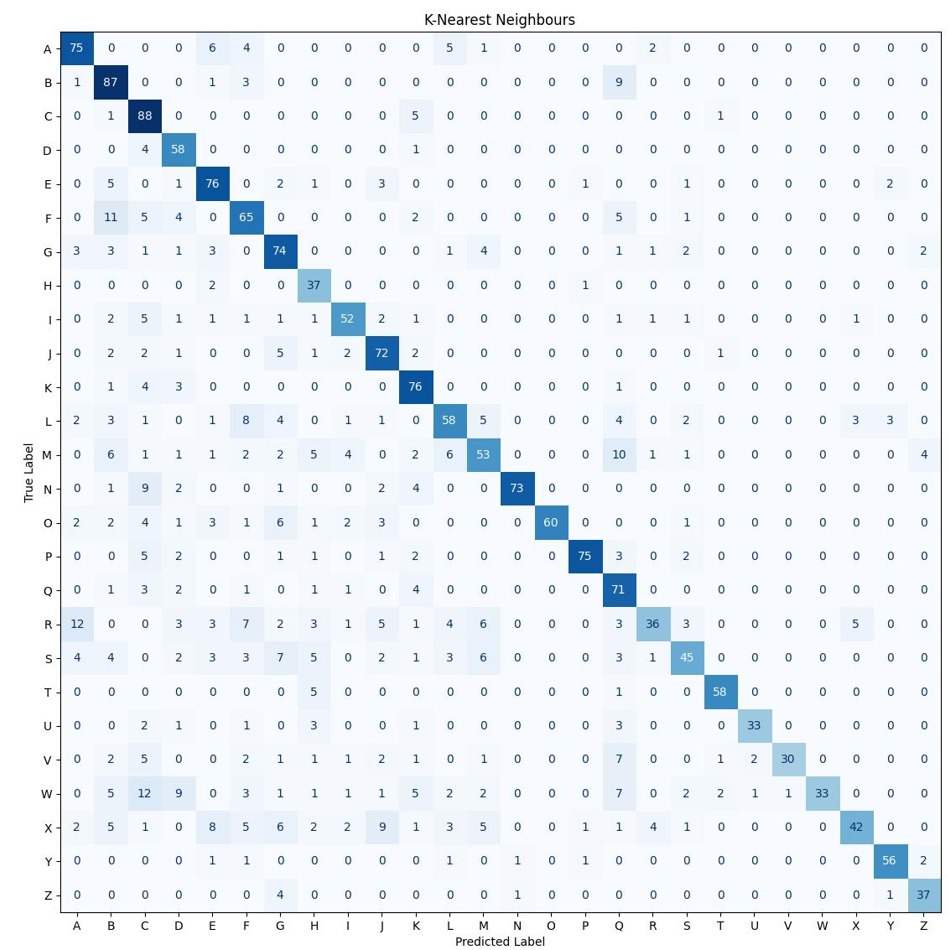 K-Nearest Neighbours
A 75 0 0 0 6 4 0 0 0 0 0 5 1 0 0 0 0 2 0 0 0 0 0 0 0 0
B 1 87 0 0 1 3 0 0 0 0 0 0 0 0 0 0 9 0 0 0 0 0 0 0 0 0
C 0 1 88 0 0 0 0 0 0 0 5 0 0 0 0 0 0 0 0 1 0 0 0 0 0 0
D 0 0 4 58 0 0 0 0 0 0 1 0 0 0 0 0 0 0 0 0 0 0 0 0 0 0
E 0 5 0 1 76 0 2 1 0 3 0 0 0 0 0 1 0 0 1 0 0 0 0 0 2 0
F 0 11 5 4 0 65 0 0 0 0 2 0 0 0 0 0 5 0 1 0 0 0 0 0 0 0
G 3 3 1 1 3 0 74 0 0 0 0 1 4 0 0 0 1 1 2 0 0 0 0 0 0 2
H 0 0 0 0 2 0 0 37 0 0 0 0 0 0 0 1 0 0 0 0 0 0 0 0 0 0
I 0 2 5 1 1 1 1 1 52 2 1 0 0 0 0 0 1 1 1 0 0 0 0 1 0 0
J 0 2 2 1 0 0 5 1 2 72 2 0 0 0 0 0 0 0 0 1 0 0 0 0 0 0
K 0 1 4 3 0 0 0 0 0 0 76 0 0 0 0 0 1 0 0 0 0 0 0 0 0 0
L 2 3 1 0 1 8 4 0 1 1 0 58 5 0 0 0 4 0 2 0 0 0 0 3 3 0
M 0 6 1 1 1 2 2 5 4 0 2 6 53 0 0 0 10 1 1 0 0 0 0 0 0 4
N 0 1 9 2 0 0 1 0 0 2 4 0 0 73 0 0 0 0 0 0 0 0 0 0 0 0
O 2 2 4 1 3 1 6 1 2 3 0 0 0 0 60 0 0 0 1 0 0 0 0 0 0 0
P 0 0 5 2 0 0 1 1 0 1 2 0 0 0 0 75 3 0 2 0 0 0 0 0 0 0
Q 0 1 3 2 0 1 0 1 1 0 4 0 0 0 0 0 71 0 0 0 0 0 0 0 0 0
R 12 0 0 3 3 7 2 3 1 5 1 4 6 0 0 0 3 36 3 0 0 0 0 5 0 0
S 4 4 0 2 3 3 7 5 0 2 1 3 6 0 0 0 3 1 45 0 0 0 0 0 0 0
T 0 0 0 0 0 0 0 5 0 0 0 0 0 0 0 0 1 0 0 58 0 0 0 0 0 0
U 0 0 2 1 0 1 0 3 0 0 1 0 0 0 0 0 3 0 0 0 33 0 0 0 0 0
V 0 2 5 0 0 2 1 1 1 2 1 0 1 0 0 0 7 0 0 1 2 30 0 0 0 0
W 0 5 12 9 0 3 1 1 1 1 5 2 2 0 0 0 7 0 2 2 1 1 33 0 0 0
X 2 5 1 0 8 5 6 2 2 9 1 3 5 0 0 1 1 4 1 0 0 0 0 42 0 0
Y 0 0 0 0 1 1 0 0 0 0 0 1 0 1 0 1 0 0 0 0 0 0 0 0 56 2
Z 0 0 0 0 0 0 4 0 0 0 0 0 0 1 0 0 0 0 0 0 0 0 0 0 1 37
A B C D E F G H I J K L M N O P Q R S T U V W X Y Z
True Label
Predicted Label